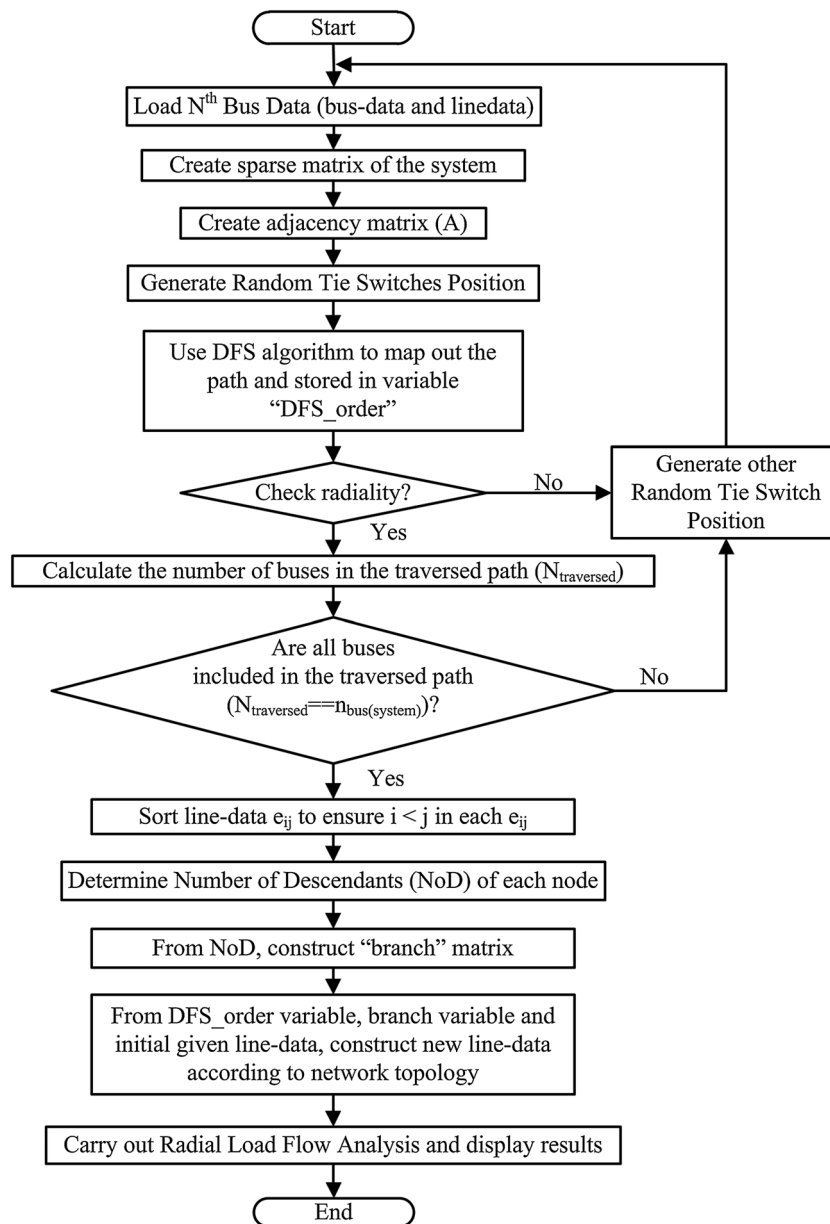 Start
Load Nth Bus Data (bus-data and linedata)
Create sparse matrix of the system
Create adjacency matrix (A)
Generate Random Tie Switches Position
Use DFS algorithm to map out the
path and stored in variable
“DFS_order”
Check radiality?
No
Generate other
Random Tie Switch
Position
Yes
Calculate the number of buses in the traversed path (Ntraversed)
Are all buses
included in the traversed path
(Ntraversed==nbus(system))?
No
Yes
Sort line-data eij to ensure i < j in each eij
Determine Number of Descendants (NoD) of each node
From NoD, construct “branch” matrix
From DFS_order variable, branch variable and
initial given line-data, construct new line-data
according to network topology
Carry out Radial Load Flow Analysis and display results
End